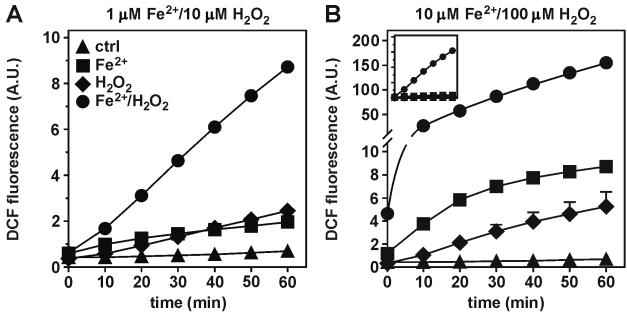 A
1 μM Fe²⁺/10 μM H₂O₂
DCF fluorescence (A.U.)
10
8
6
4
2
0
ctrl
Fe²⁺
H₂O₂
Fe²⁺/H₂O₂
0 10 20 30 40 50 60
time (min)
B
10 μM Fe²⁺/100 μM H₂O₂
DCF fluorescence (A.U.)
200
150
100
50
10
8
6
4
2
0
0 10 20 30 40 50 60
time (min)